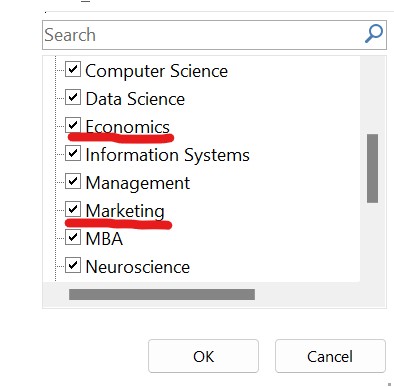 Search
Computer Science
Data Science
Economics
Information Systems
Management
Marketing
MBA
Neuroscience
OK
Cancel